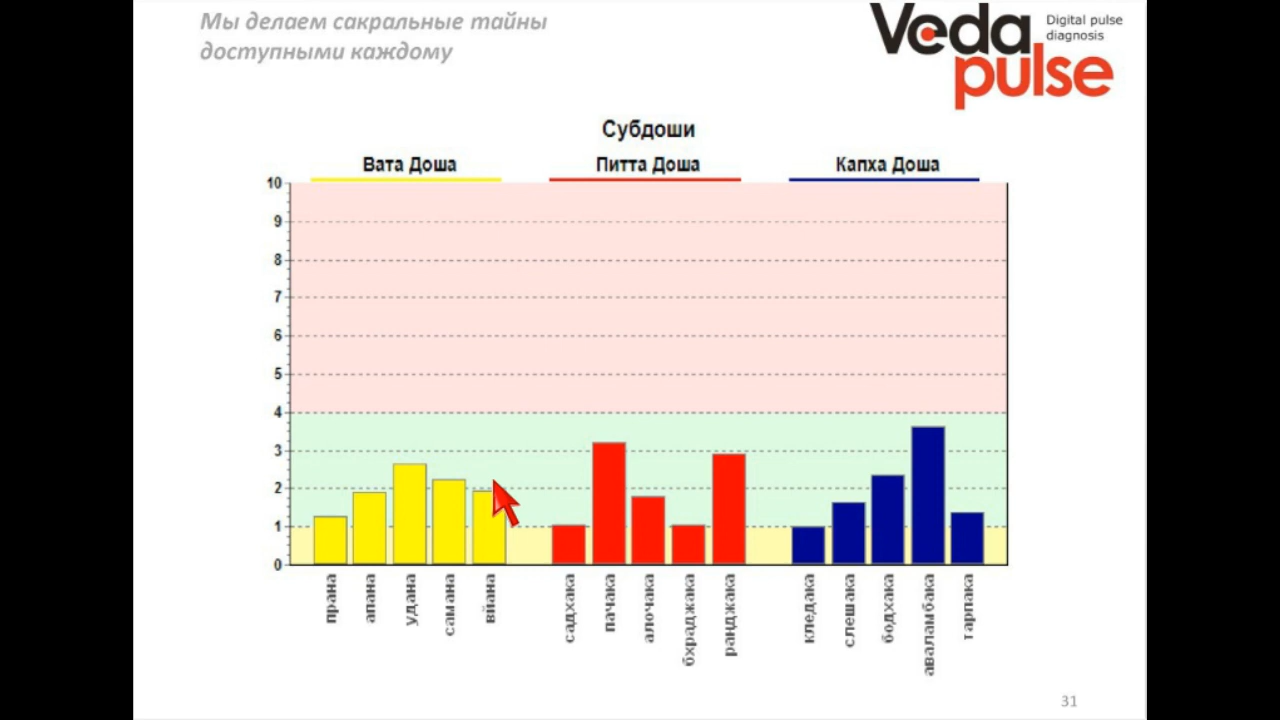 Мы делаем сакральные тайны
доступными каждому
Veda
pulse
Digital pulse
diagnosis
Субдоши
Вата Доша
Питта Доша
Капха Доша
10
9
8
7
6
5
4
3
2
1
0
прана
апана
удана
самана
вйана
садхака
пачака
алочака
бхраджака
ранджака
кледака
слешака
бодхака
аваламбака
тарпака
31